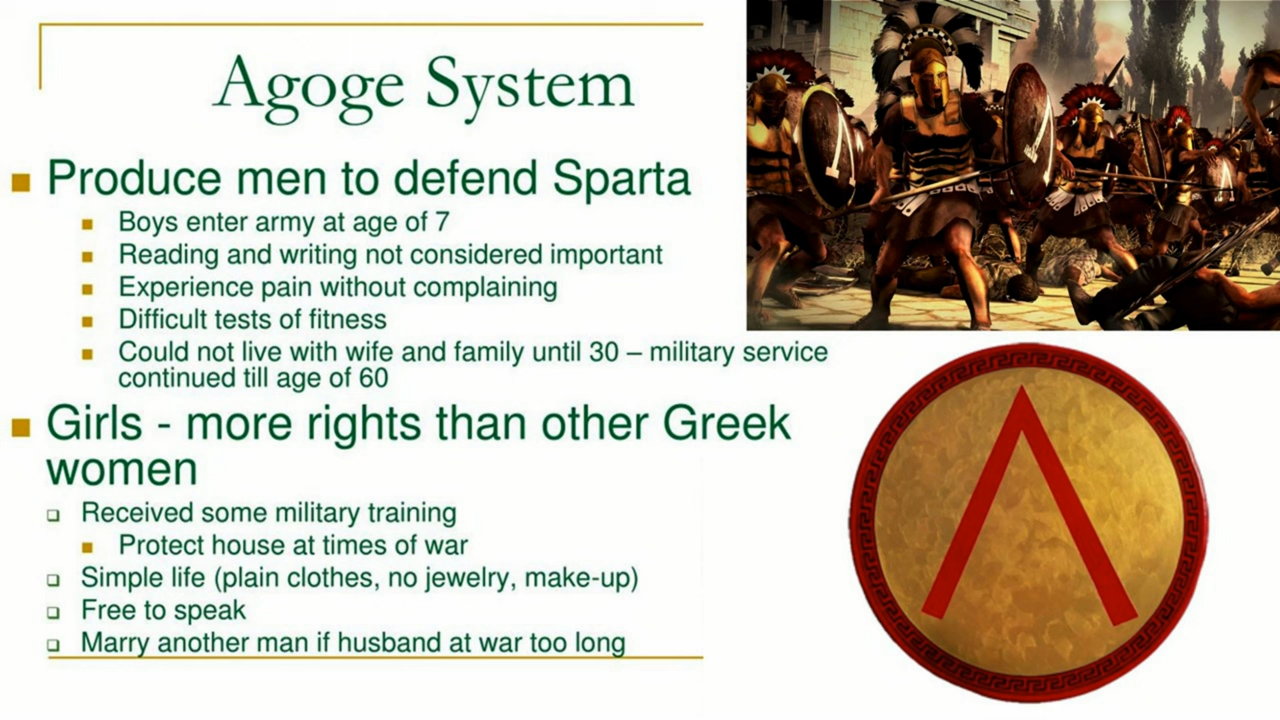 Agoge System
Produce men to defend Sparta
Boys enter army at age of 7
Reading and writing not considered important
Experience pain without complaining
Difficult tests of fitness
Could not live with wife and family until 30 – military service
continued till age of 60
Girls - more rights than other Greek
women
Received some military training
Protect house at times of war
Simple life (plain clothes, no jewelry, make-up)
Free to speak
Marry another man if husband at war too long
Λ